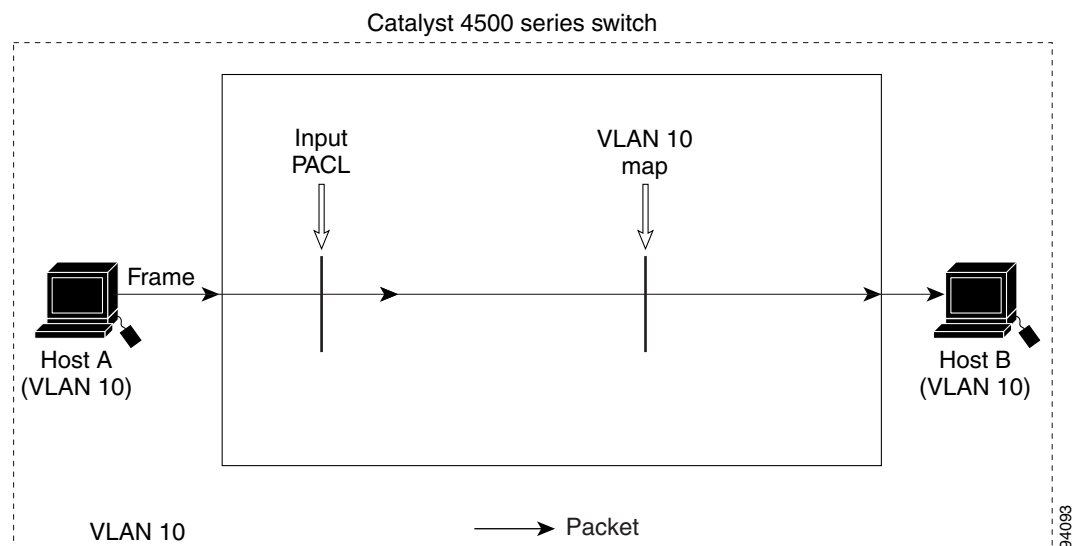 Catalyst 4500 series switch
Input
PACL
VLAN 10
map
Frame
Host A
(VLAN 10)
Host B
(VLAN 10)
VLAN 10
Packet
94093